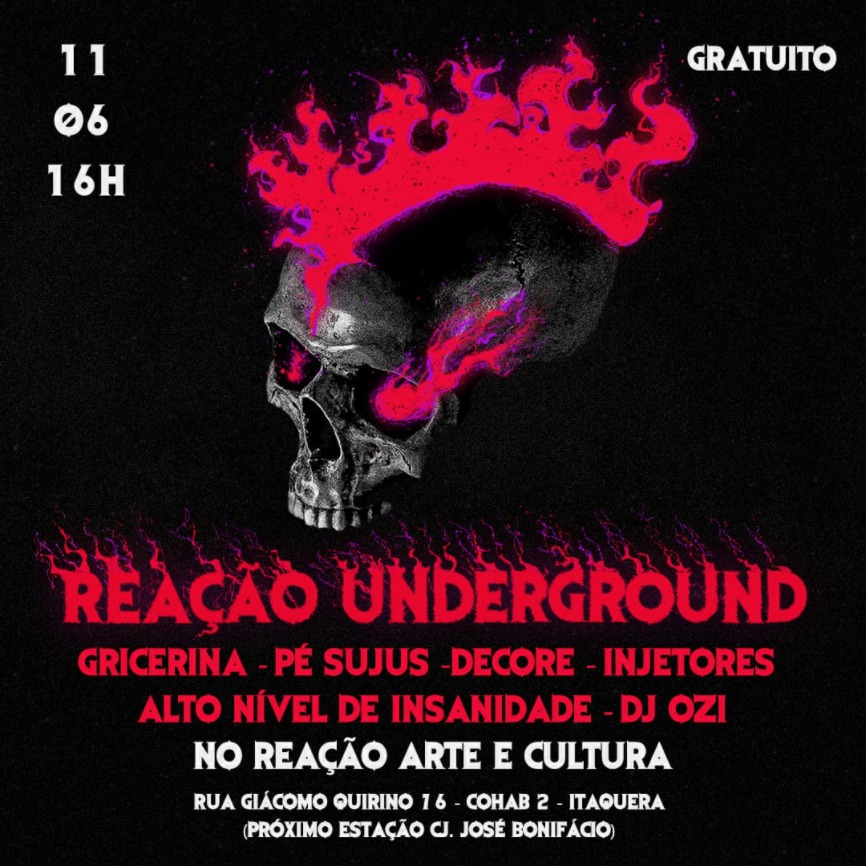 11
06
16H
GRATUITO
REAÇÃO UNDERGROUND
GRICERINA - PÉ SUJUS -DECORE - INJETORES
ALTO NÍVEL DE INSANIDADE - DJ OZI
NO REAÇÃO ARTE E CULTURA
RUA GIÁCOMO QUIRINO 16 - COHAB 2 - ITAQUERA
(PRÓXIMO ESTAÇÃO CJ. JOSÉ BONIFÁCIO)